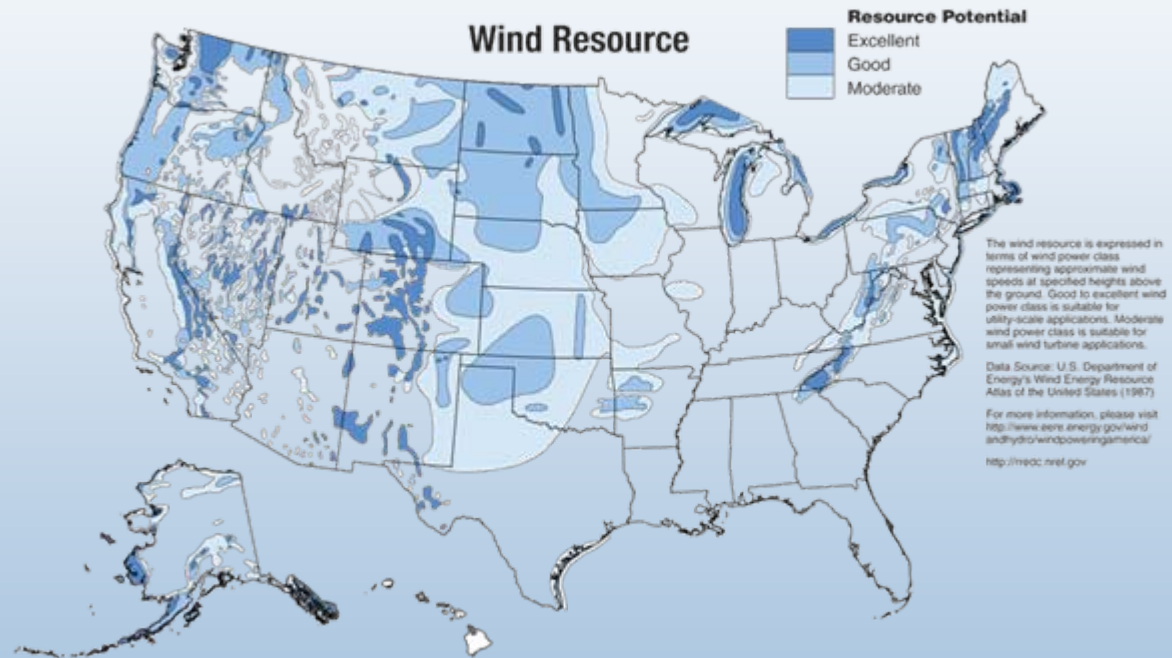 Wind Resource
Resource Potential
Excellent
Good
Moderate
The wind resource is expressed in
terms of wind power class
representing approximate wind
speeds at specified heights above
the ground. Good to excellent wind
power class is suitable for
utility-scale applications. Moderate
wind power class is suitable for
small wind turbine applications.
Data Source: U.S. Department of
Energy's Wind Energy Resource
Atlas of the United States (1987)
For more information, please visit
http://www.eere.energy.gov/wind
andhydro/windpoweringamerica/
http://rredc.nrel.gov